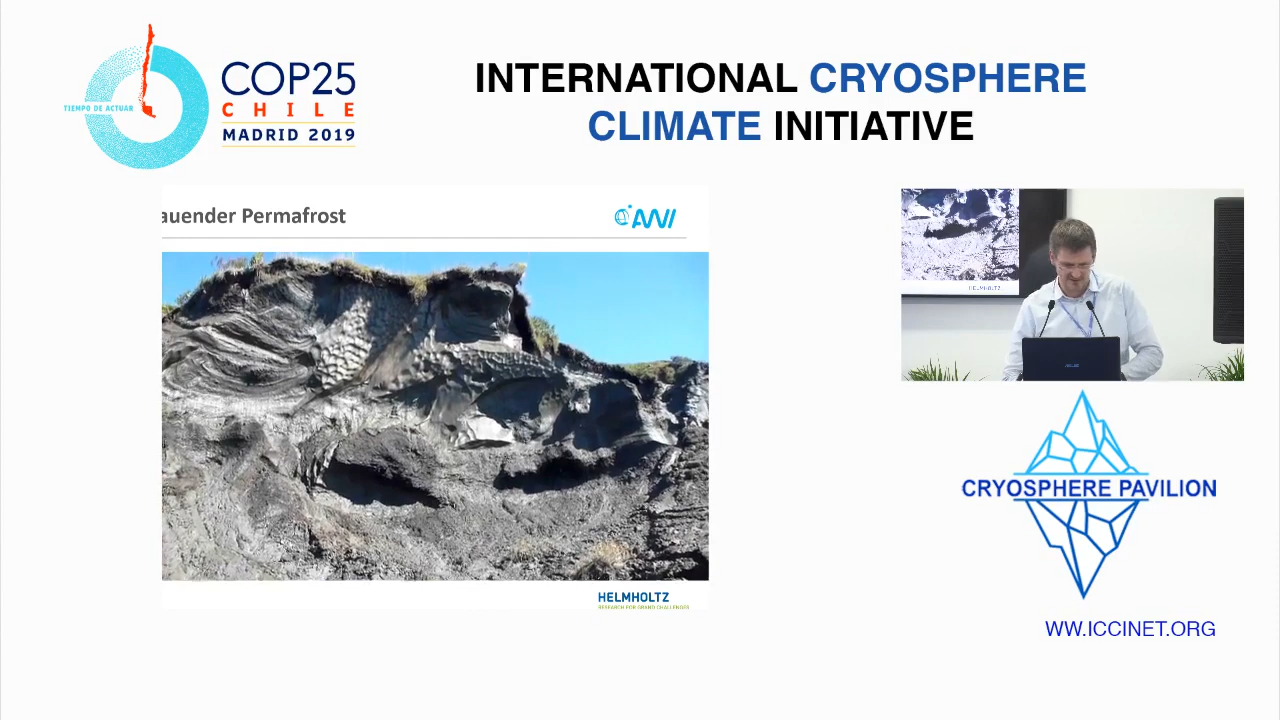 TIEMPO DE ACTUAR
COP25
CHILE
MADRID 2019
INTERNATIONAL CRYOSPHERE
CLIMATE INITIATIVE
auender Permafrost
AWI
HELMHOLTZ
RESEARCH FOR GRAND CHALLENGES
HELMHOLTZ
CRYOSPHERE PAVILION
WW.ICCINET.ORG